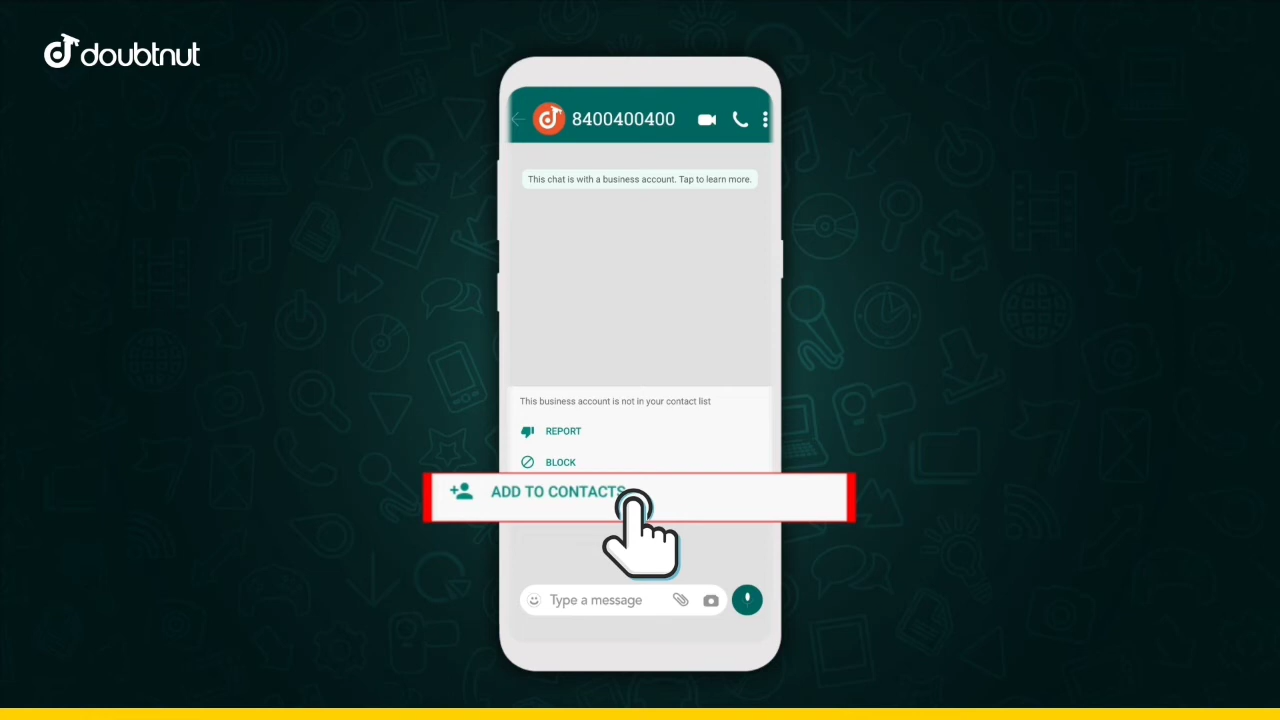 doubtnut
8400400400
This chat is with a business account. Tap to learn more.
This business account is not in your contact list
REPORT
BLOCK
ADD TO CONTACTS
Type a message